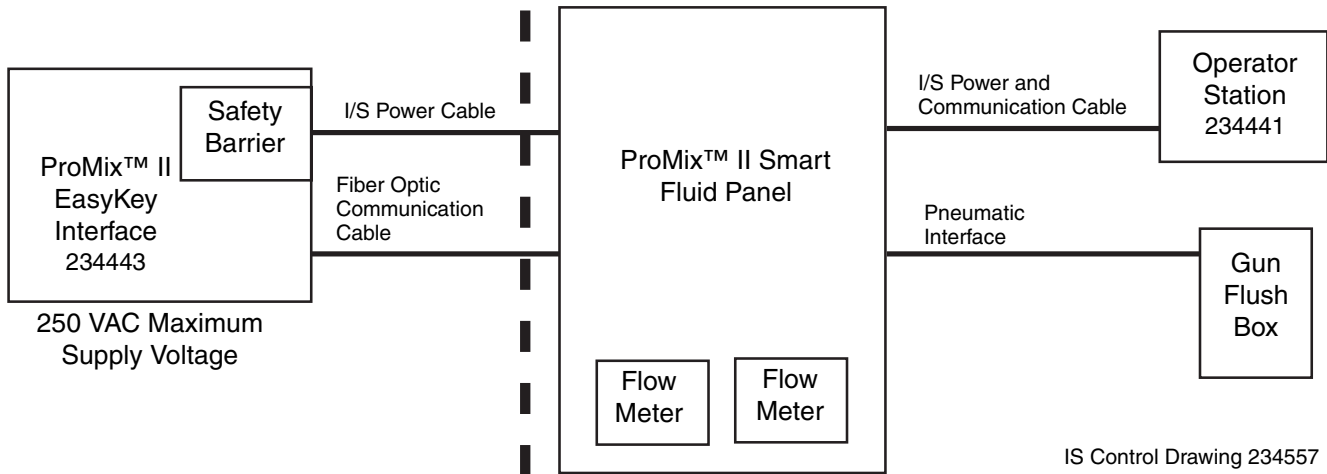 ProMix™ II
EasyKey
Interface
234443
Safety
Barrier
250 VAC Maximum
Supply Voltage
I/S Power Cable
Fiber Optic
Communication
Cable
ProMix™ II Smart
Fluid Panel
Flow
Meter
Flow
Meter
I/S Power and
Communication Cable
Pneumatic
Interface
Operator
Station
234441
Gun
Flush
Box
IS Control Drawing 234557